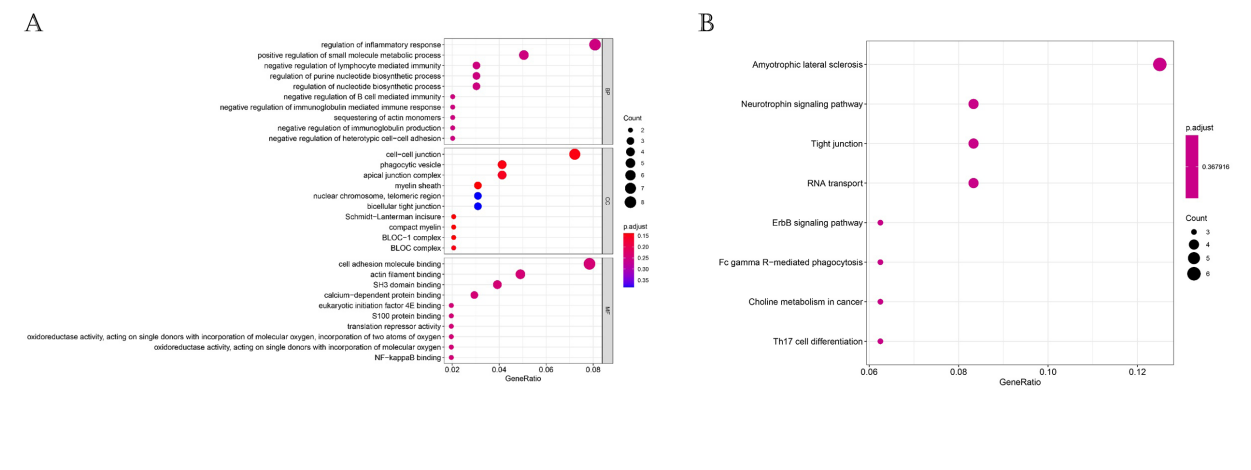 A
regulation of inflammatory response
positive regulation of small molecule metabolic process
negative regulation of lymphocyte mediated immunity
regulation of purine nucleotide biosynthetic process
regulation of nucleotide biosynthetic process
negative regulation of B cell mediated immunity
negative regulation of immunoglobulin mediated immune response
sequestering of actin monomers
negative regulation of immunoglobulin production
negative regulation of heterotypic cell−cell adhesion
BP
cell−cell junction
phagocytic vesicle
apical junction complex
myelin sheath
nuclear chromosome, telomeric region
bicellular tight junction
Schmidt−Lanterman incisure
compact myelin
BLOC−1 complex
BLOC complex
CC
cell adhesion molecule binding
actin filament binding
SH3 domain binding
calcium−dependent protein binding
eukaryotic initiation factor 4E binding
S100 protein binding
translation repressor activity
oxidoreductase activity, acting on single donors with incorporation of molecular oxygen, incorporation of two atoms of oxygen
oxidoreductase activity, acting on single donors with incorporation of molecular oxygen
NF−kappaB binding
MF
0.02 0.04 0.06 0.08
GeneRatio
Count
2
3
4
5
6
7
8
p.adjust
0.15
0.20
0.25
0.30
0.35
B
Amyotrophic lateral sclerosis
Neurotrophin signaling pathway
Tight junction
RNA transport
ErbB signaling pathway
Fc gamma R−mediated phagocytosis
Choline metabolism in cancer
Th17 cell differentiation
0.06 0.08 0.10 0.12
GeneRatio
p.adjust
0.367916
Count
3
4
5
6